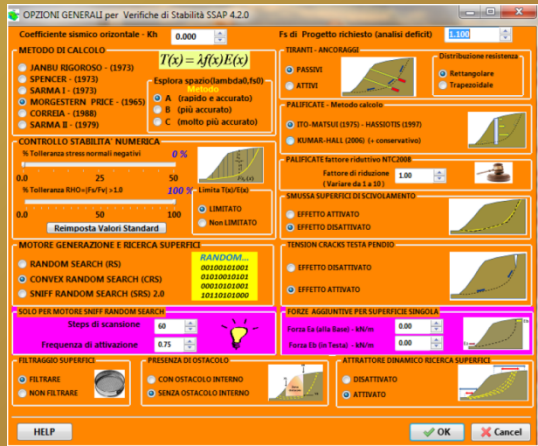 OPZIONI GENERALI per Verifiche di Stabilità SSAP 4.2.0
Coefficiente sismico orizontale - Kh
0.000
Fs di Progetto richiesto (analisi deficit)
1.100
METODO DI CALCOLO
T(x) = λf(x)E(x)
JANBU RIGOROSO - (1973)
SPENCER - (1973)
SARMA I - (1973)
MORGESTERN PRICE - (1965)
CORREIA - (1988)
SARMA II - (1979)
Esplora spazio(lambda0,fs0)
Metodo
A (rapido e accurato)
B (più accurato)
C (molto più accurato)
TIRANTI - ANCORAGGI
PASSIVI
ATTIVI
Distribuzione resistenza
Rettangolare
Trapezoidale
PALIFICATE - Metodo calcolo
ITO-MATSUI (1975) - HASSIOTIS (1997)
KUMAR-HALL (2006) (+ conservativo)
CONTROLLO STABILITA' NUMERICA
% Tolleranza stress normali negativi
0 %
0.0 25 50
% Tolleranza RHO=(Fs/Fv) >1.0
100 %
0.0 50 100
Reimposta Valori Standard
Limita T(x)/E(x):
LIMITATO
Non LIMITATO
PALIFICATE fattore riduttivo NTC2008
Fattore di riduzione
(Variare da 1 a 10 )
1.00
SMUSSA SUPERFICI DI SCIVOLAMENTO
EFFETTO ATTIVATO
EFFETTO DISATTIVATO
MOTORE GENERAZIONE E RICERCA SUPERFICI
RANDOM SEARCH (RS)
CONVEX RANDOM SEARCH (CRS)
SNIFF RANDOM SEARCH (SRS) 2.0
RANDOM...
00100101001
01010010101
00010101001
10110101000
TENSION CRACKS TESTA PENDIO
EFFETTO DISATTIVATO
EFFETTO ATTIVATO
SOLO PER MOTORE SNIFF RANDOM SEARCH
Steps di scansione
60
Frequenza di attivazione
0.75
FORZE AGGIUNTIVE PER SUPERFICIE SINGOLA
Forza Ea (alla Base) - kN/m
0.00
Forza Eb (in Testa) - kN/m
0.00
FILTRAGGIO SUPERFICI
FILTRARE
NON FILTRARE
PRESENZA DI OSTACOLO
CON OSTACOLO INTERNO
SENZA OSTACOLO INTERNO
ATTRATTORE DINAMICO RICERCA SUPERFICI
DISATTIVATO
ATTIVATO
HELP
OK
Cancel